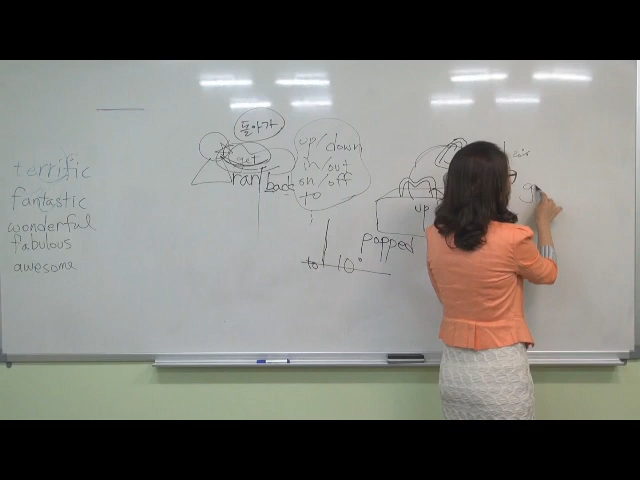 terrific
fantastic
wonderful
fabulous
awesome
돌아가
get
ran back
up/down
in/out
on/off
to
to 10°
up
popped
air
g